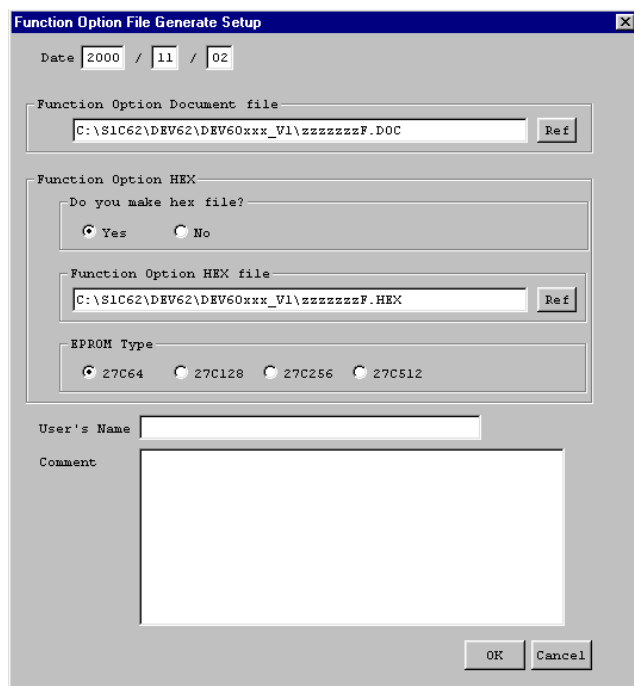 Function Option File Generate Setup
Date 2000 / 11 / 02
Function Option Document file
C:\S1C62\DEV62\DEV60xxx_V1\zzzzzzzF.DOC Ref
Function Option HEX
Do you make hex file?
Yes No
Function Option HEX file
C:\S1C62\DEV62\DEV60xxx_V1\zzzzzzzF.HEX Ref
EPROM Type
27C64 27C128 27C256 27C512
User's Name
Comment
OK Cancel